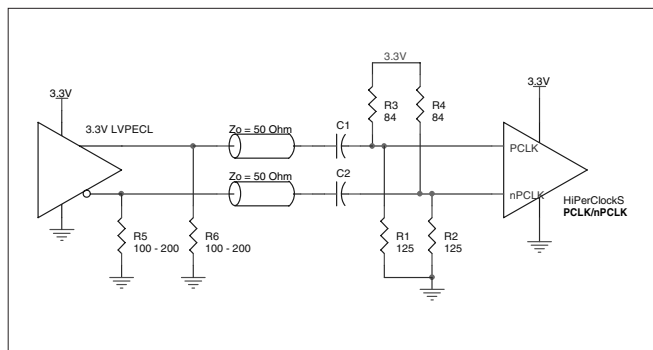 3.3V
3.3V
3.3V
R3
84
R4
84
3.3V LVPECL
Zo = 50 Ohm
C1
PCLK
Zo = 50 Ohm
C2
nPCLK
HiPerClockS
PCLK/nPCLK
R5
100 - 200
R6
100 - 200
R1
125
R2
125